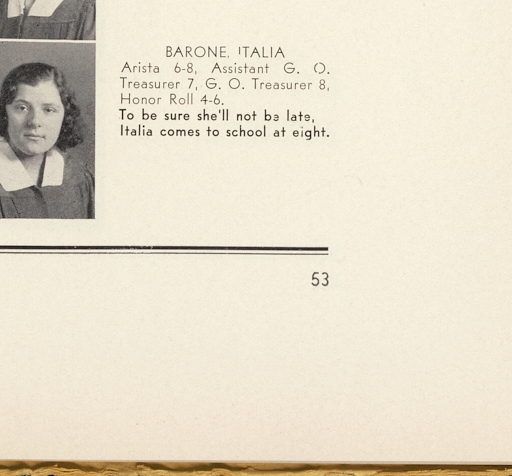 BARONE, ITALIA
Arista 6-8, Assistant G. O.
Treasurer 7, G. O. Treasurer 8,
Honor Roll 4-6.
To be sure she'll not be late,
Italia comes to school at eight.
53